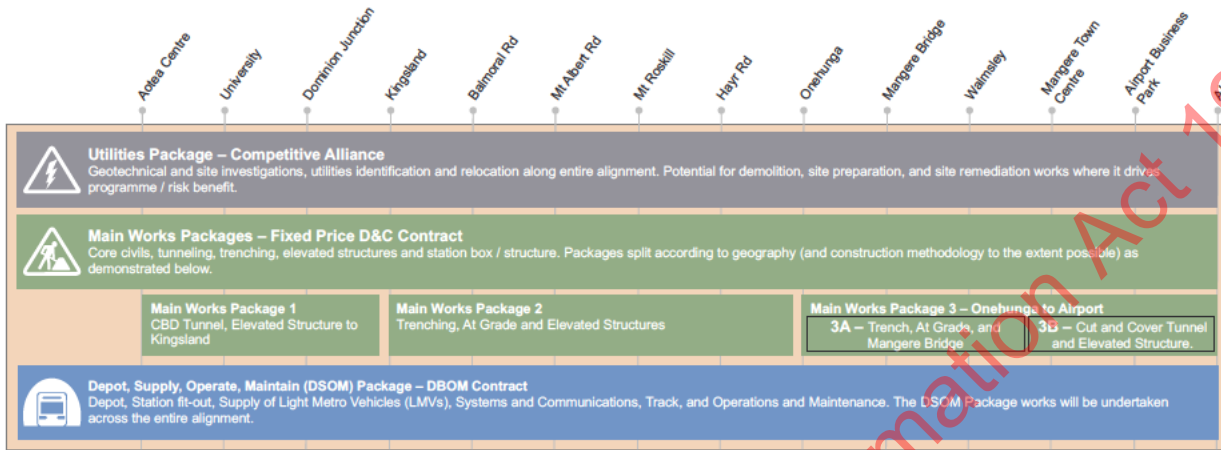 Aotea Centre
University
Dominion Junction
Kingsland
Balmoral Rd
Mt Albert Rd
Mt Roskill
Hayr Rd
Onehunga
Mangere Bridge
Walmsley
Mangere Town
Centre
Airport Business
Park
Utilities Package – Competitive Alliance
Geotechnical and site investigations, utilities identification and relocation along entire alignment. Potential for demolition, site preparation, and site remediation works where it drives
programme / risk benefit.
Main Works Packages – Fixed Price D&C Contract
Core civils, tunneling, trenching, elevated structures and station box / structure. Packages split according to geography (and construction methodology to the extent possible) as
demonstrated below.
Main Works Package 1
CBD Tunnel, Elevated Structure to
Kingsland
Main Works Package 2
Trenching, At Grade and Elevated Structures
Main Works Package 3 – Onehunga to Airport
3A – Trench, At Grade, and
Mangere Bridge
3B – Cut and Cover Tunnel
and Elevated Structure.
Depot, Supply, Operate, Maintain (DSOM) Package – DBOM Contract
Depot, Station fit-out, Supply of Light Metro Vehicles (LMVs), Systems and Communications, Track, and Operations and Maintenance. The DSOM Package works will be undertaken
across the entire alignment.
Act